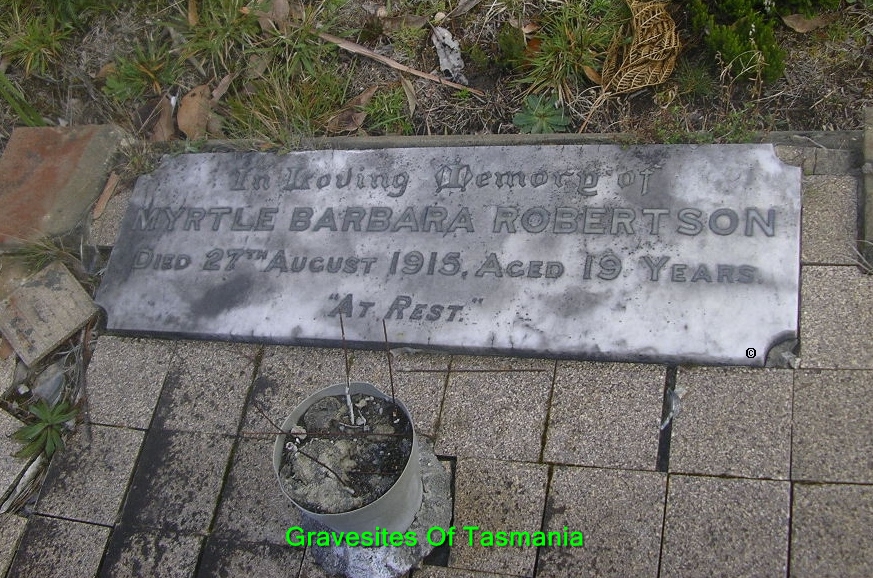 In Loving Memory of
MYRTLE BARBARA ROBERTSON
DIED 27TH AUGUST 1915, AGED 19 YEARS.
"AT REST."
©
Gravesites Of Tasmania